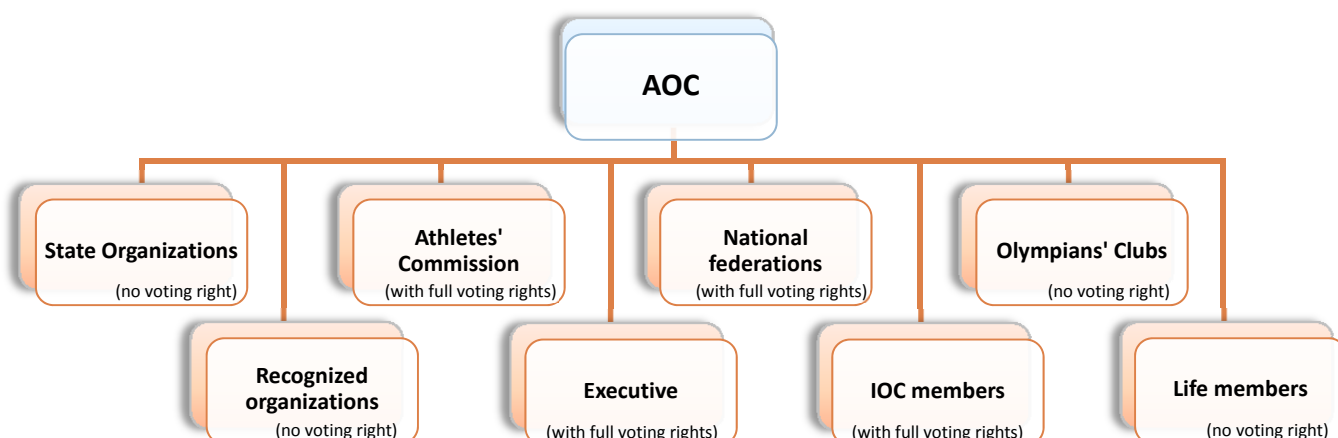 AOC
State Organizations
(no voting right)
Athletes'
Commission
(with full voting rights)
National
federations
(with full voting rights)
Olympians' Clubs
(no voting right)
Recognized
organizations
(no voting right)
Executive
(with full voting rights)
IOC members
(with full voting rights)
Life members
(no voting right)